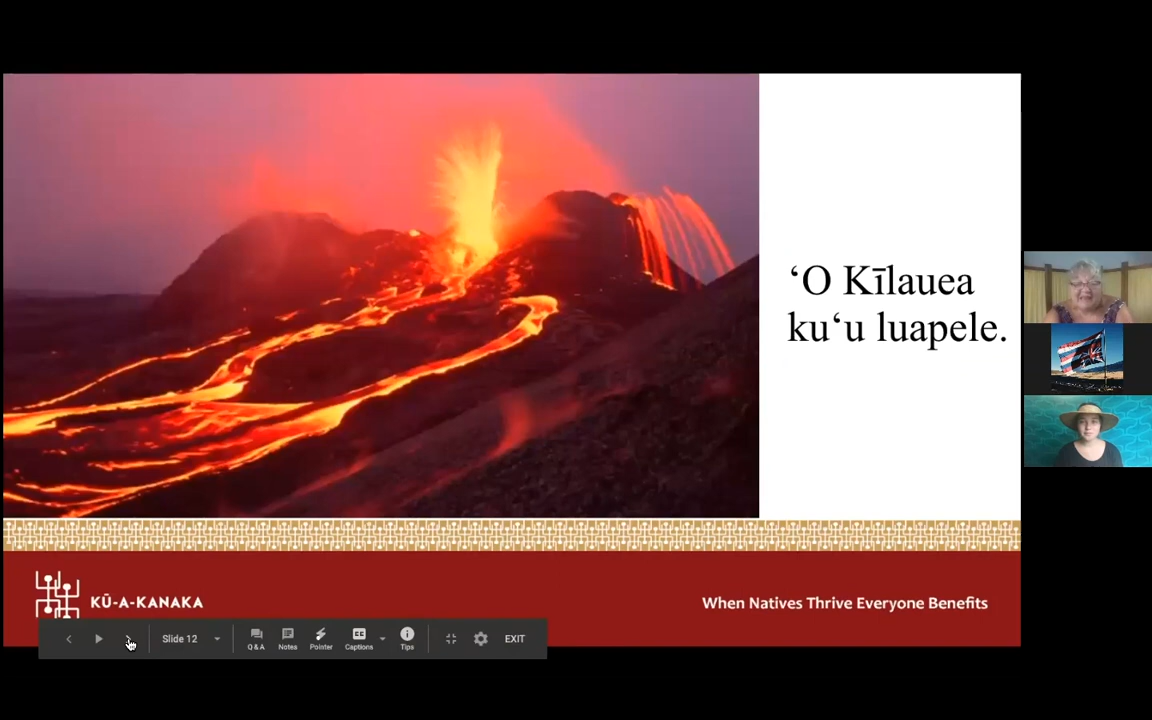 ʻO Kīlauea
kuʻu luapele.
KŪ-A-KANAKA
When Natives Thrive Everyone Benefits
Slide 12
Q & A
Notes
Pointer
Captions
Tips
EXIT